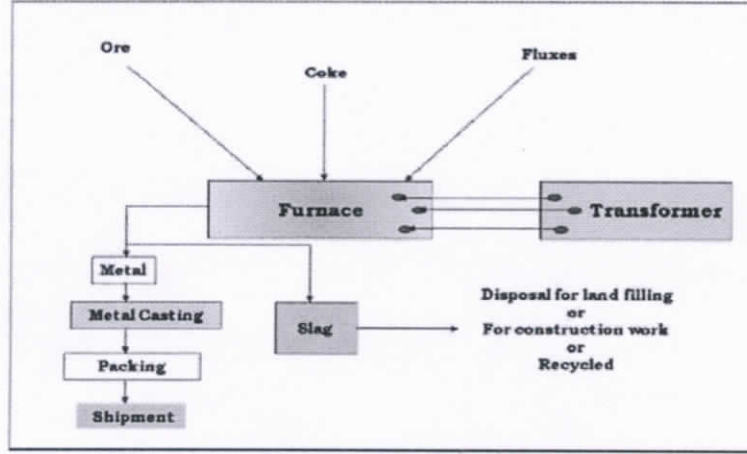 Ore
Coke
Fluxes
Furnace
Transformer
Metal
Metal Casting
Packing
Shipment
Slag
Disposal for land filling
or
For construction work
or
Recycled